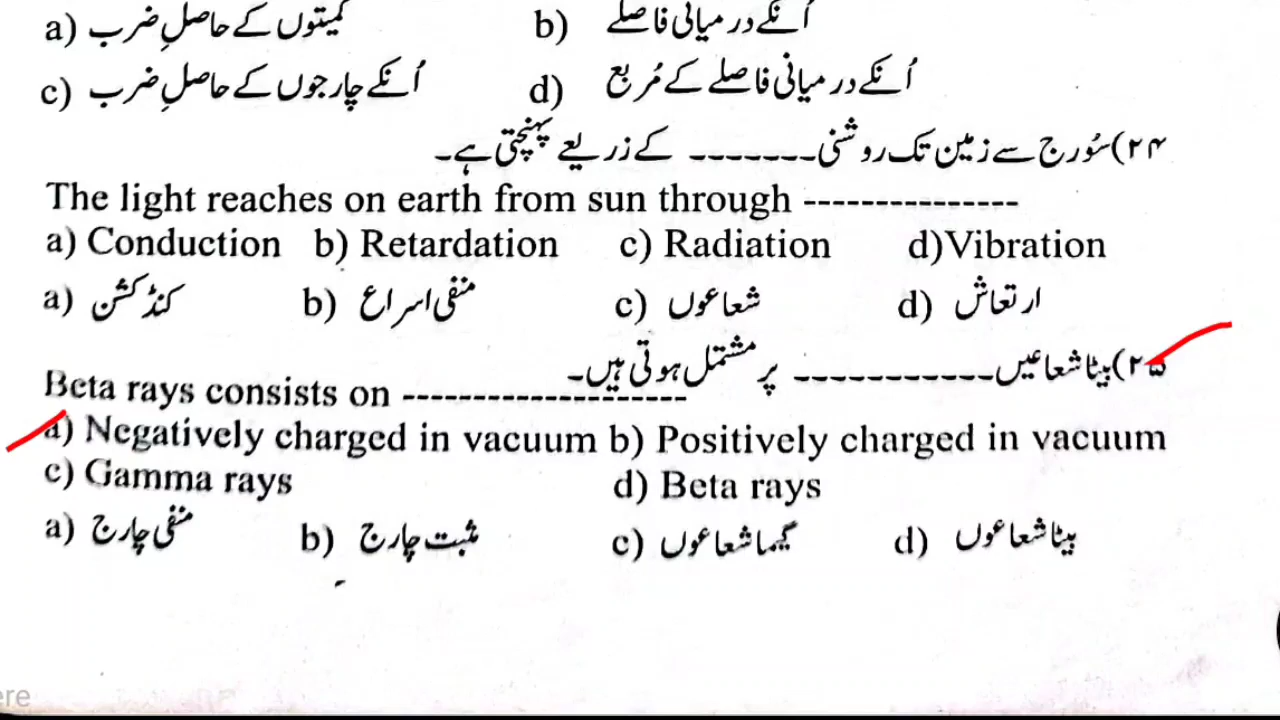 a) کمیتوں کے حاصلِ ضرب b) اُنکے درمیانی فاصلے
c) اُنکے چارجوں کے حاصلِ ضرب d) اُنکے درمیانی فاصلے کے مُربع
۲۴)سُورج سے زمین تک روشنی ------- کے زریعے پہنچتی ہے۔
The light reaches on earth from sun through ---------------
a) Conduction b) Retardation c) Radiation d)Vibration
a) کنڈکشن b) منفی اسراع c) شعاعوں d) ارتعاش
۲۵)بیٹا شعاعیں ------------ پر مشتمل ہوتی ہیں۔
Beta rays consists on --------------------
a) Negatively charged in vacuum b) Positively charged in vacuum
c) Gamma rays d) Beta rays
a) منفی چارج b) مثبت چارج c) گیما شعاعوں d) بیٹا شعاعوں